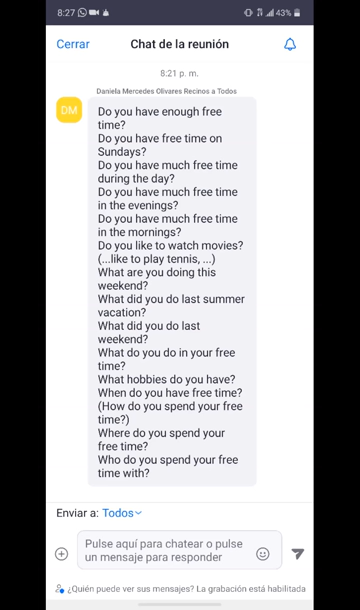 8:27
43%
Cerrar
Chat de la reunión
8:21 p. m.
Daniela Mercedes Olivares Recinos a Todos
DM
Do you have enough free
time?
Do you have free time on
Sundays?
Do you have much free time
during the day?
Do you have much free time
in the evenings?
Do you have much free time
in the mornings?
Do you like to watch movies?
(...like to play tennis, ...)
What are you doing this
weekend?
What did you do last summer
vacation?
What did you do last
weekend?
What do you do in your free
time?
What hobbies do you have?
When do you have free time?
(How do you spend your free
time?)
Where do you spend your
free time?
Who do you spend your free
time with?
Enviar a: Todos
Pulse aquí para chatear o pulse
un mensaje para responder
¿Quién puede ver sus mensajes? La grabación está habilitada